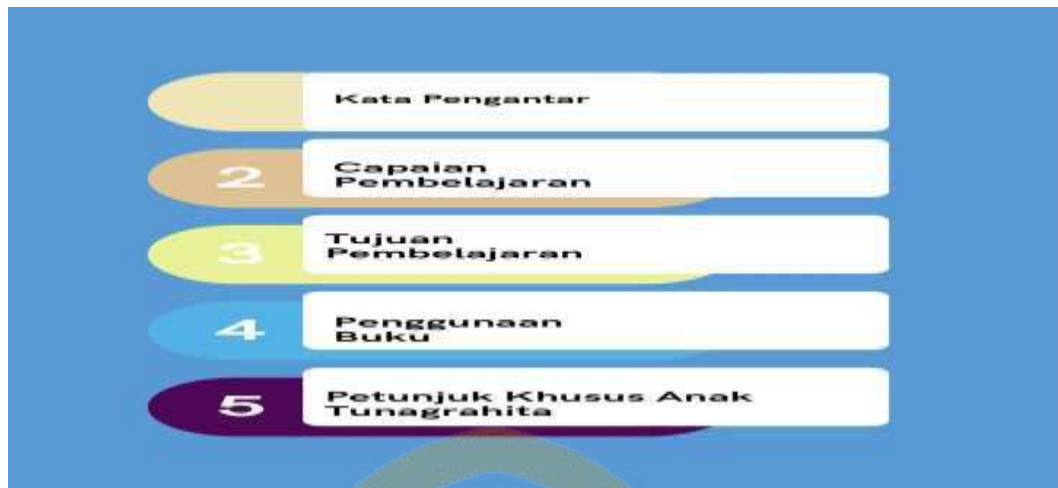 Kata Pengantar
2
Capaian
Pembelajaran
3
Tujuan
Pembelajaran
4
Penggunaan
Buku
5
Petunjuk Khusus Anak
Tunagrahita